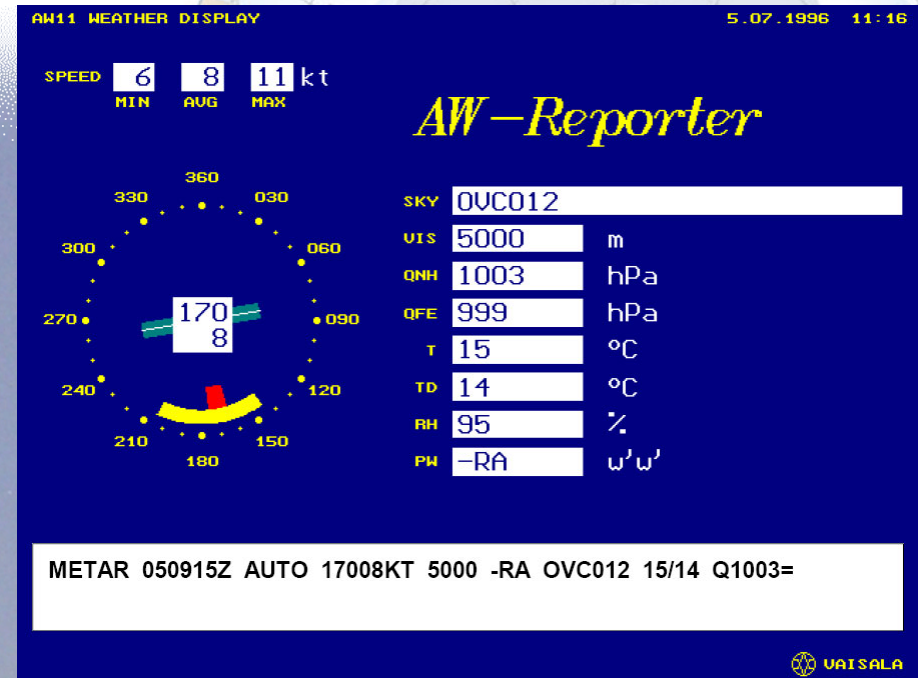 AW11 WEATHER DISPLAY 5.07.1996 11:16
SPEED 6 8 11 kt
MIN AVG MAX
AW-Reporter
360
330 030
300 060
270 090
240 120
210 150
180
170
8
SKY OVC012
VIS 5000 m
QNH 1003 hPa
QFE 999 hPa
T 15 °C
TD 14 °C
RH 95 %
PW -RA w'w'
METAR 050915Z AUTO 17008KT 5000 -RA OVC012 15/14 Q1003=
VAISALA